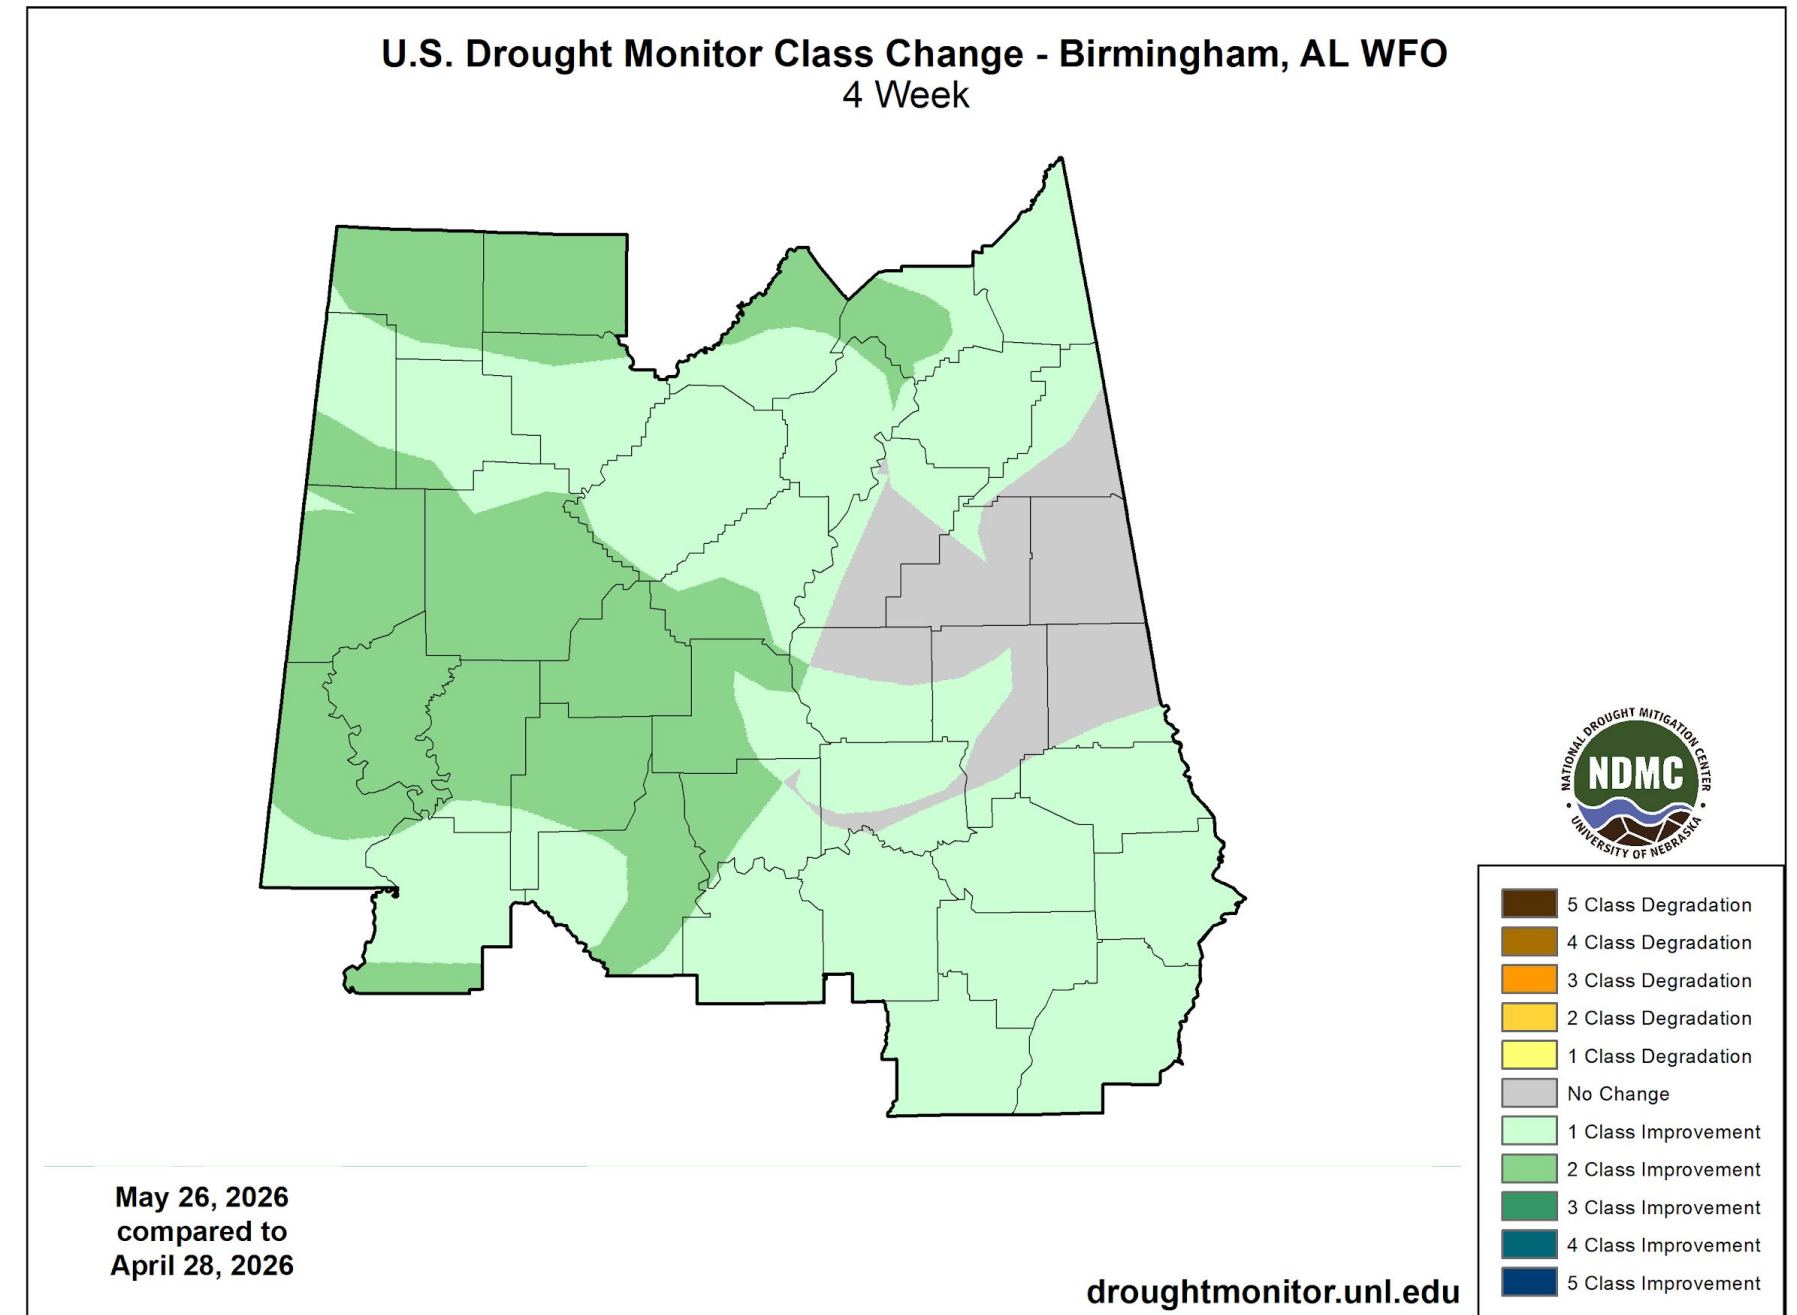 U.S. Drought Monitor Class Change - Birmingham, AL WFO
4 Week
NATIONAL DROUGHT MITIGATION CENTER
NDMC
UNIVERSITY OF NEBRASKA
5 Class Degradation
4 Class Degradation
3 Class Degradation
2 Class Degradation
1 Class Degradation
No Change
1 Class Improvement
2 Class Improvement
3 Class Improvement
4 Class Improvement
5 Class Improvement
May 26, 2026
compared to
April 28, 2026
droughtmonitor.unl.edu